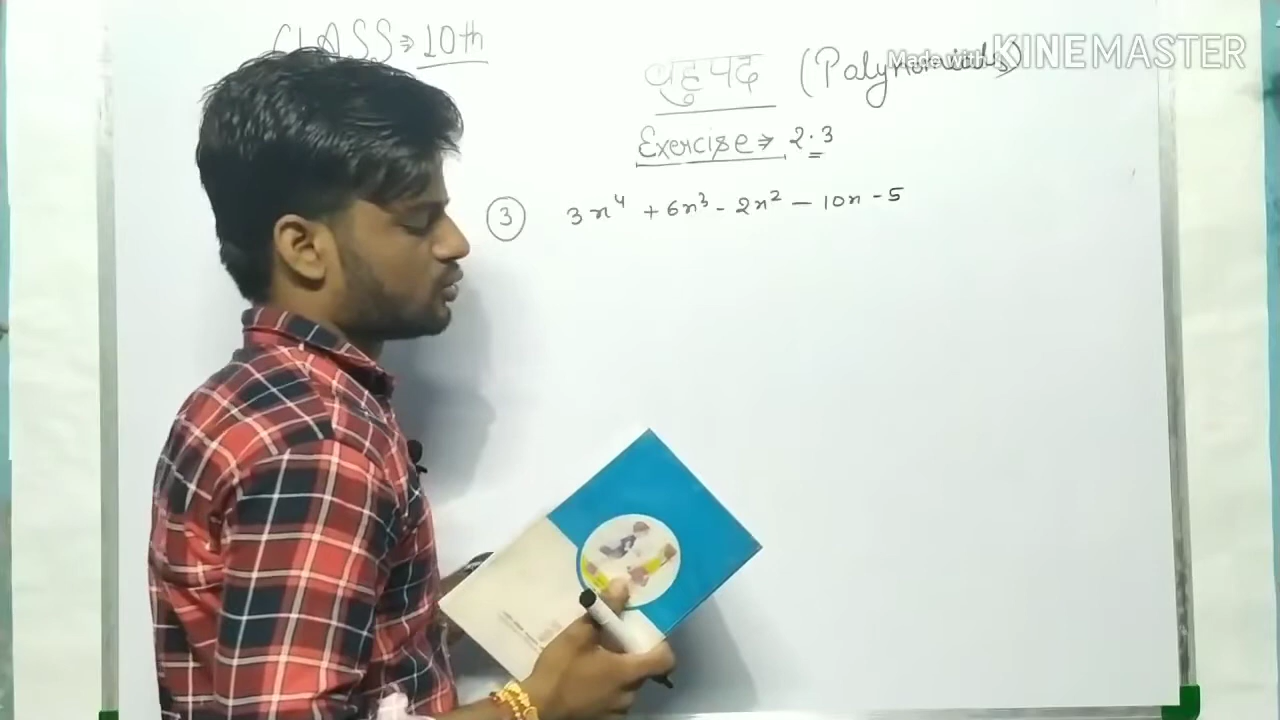 CLASS ⇒ 10th
बहुपद (Polynomials)
Made with KINEMASTER
Exercise ⇒ 2.3
③ 3x⁴ + 6x³ - 2x² - 10x - 5